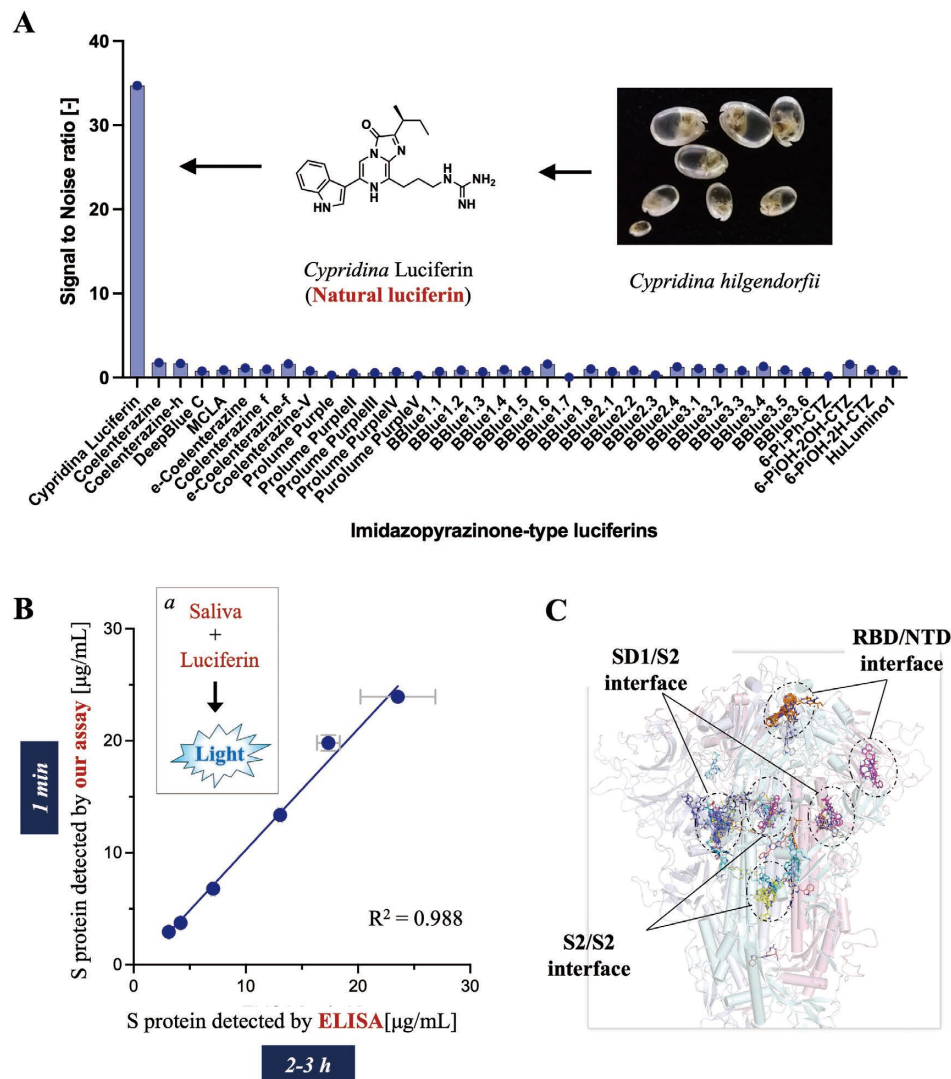 A
Signal to Noise ratio [-]
40
30
20
10
0
O
N
N
N
H
HN
N
H
NH₂
NH
Cypridina Luciferin
(Natural luciferin)
Cypridina hilgendorfii
Cypridina Luciferin
Coelenterazine
Coelenterazine-h
DeepBlue C
MCLA
e-Coelenterazine
Coelenterazine f
e-Coelenterazine-f
Coelenterazine-V
Prolume Purple
Prolume PurpleII
Prolume PurpleIII
Prolume PurpleIV
Purolome PurpleV
BBlue1.1
BBlue1.2
BBlue1.3
BBlue1.4
BBlue1.5
BBlue1.6
BBlue1.7
BBlue1.8
BBlue2.1
BBlue2.2
BBlue2.3
BBlue2.4
BBlue3.1
BBlue3.2
BBlue3.3
BBlue3.4
BBlue3.5
BBlue3.6
6-Pi-Ph-CTZ
6-PiOH-2OH-CTZ
6-PiOH-2H-CTZ
HuLumino1
Imidazopyrazinone-type luciferins
B
1 min
S protein detected by our assay [μg/mL]
30
20
10
0
a
Saliva
+
Luciferin
Light
R² = 0.988
0
10
20
30
S protein detected by ELISA[μg/mL]
2-3 h
C
SD1/S2
interface
RBD/NTD
interface
S2/S2
interface